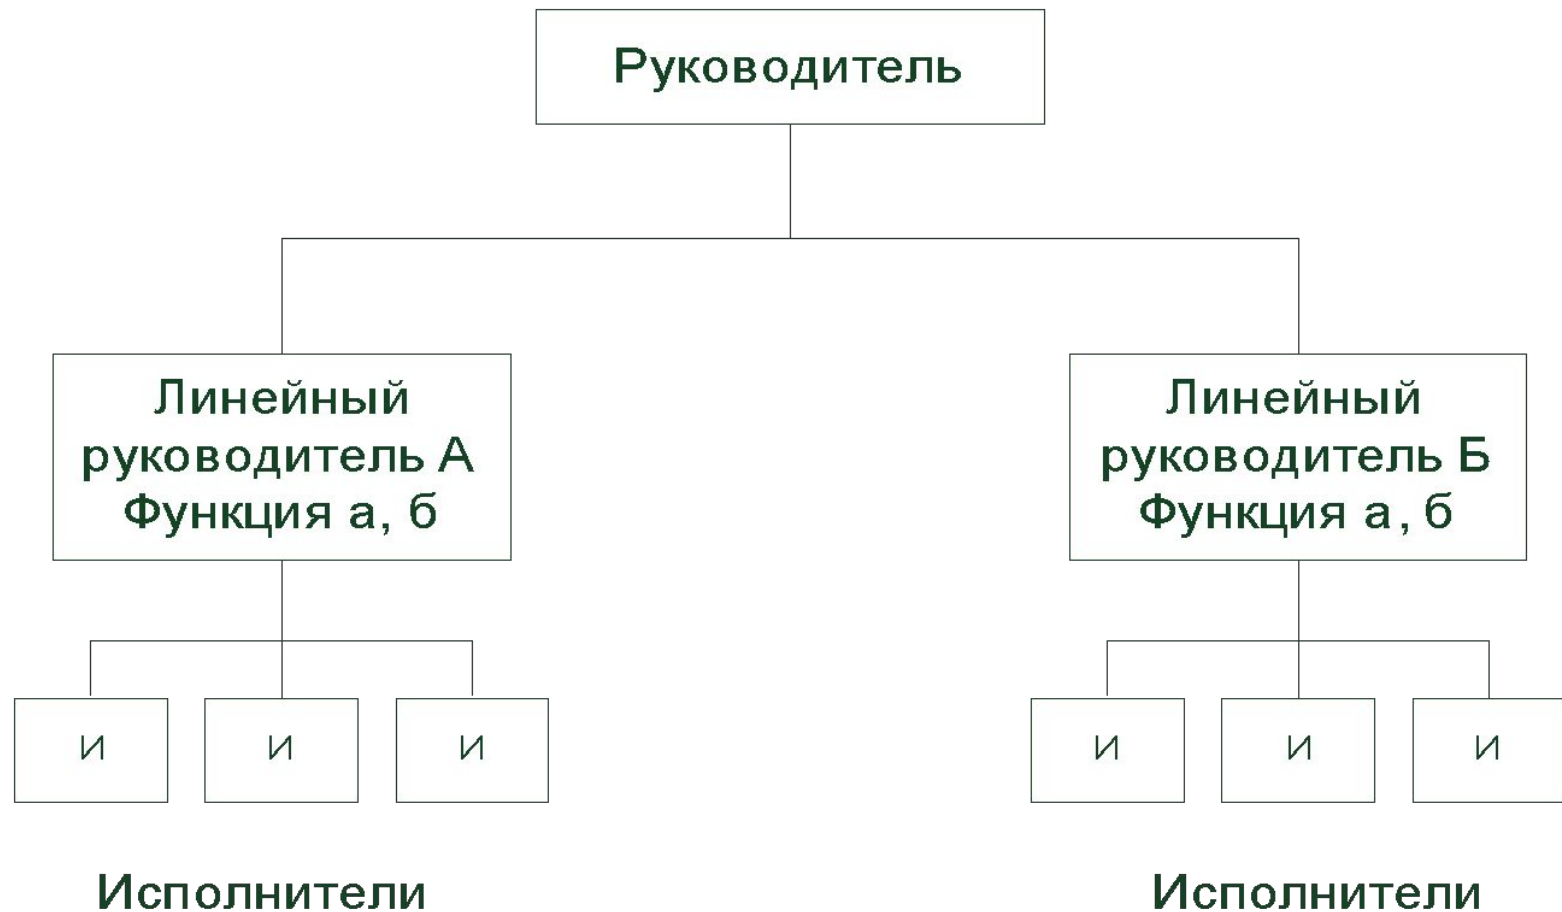 Руководитель
Линейный
руководитель А
Функция а, б
Линейный
руководитель Б
Функция а, б
И
И
И
И
И
И
Исполнители
Исполнители